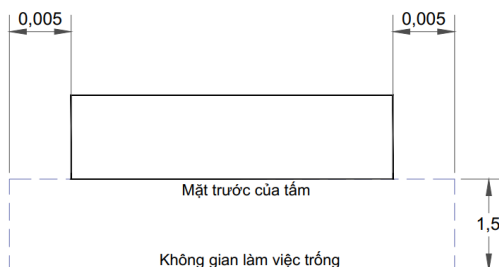 0,005 0,005
Mặt trước của tấm
1,5
Không gian làm việc trống